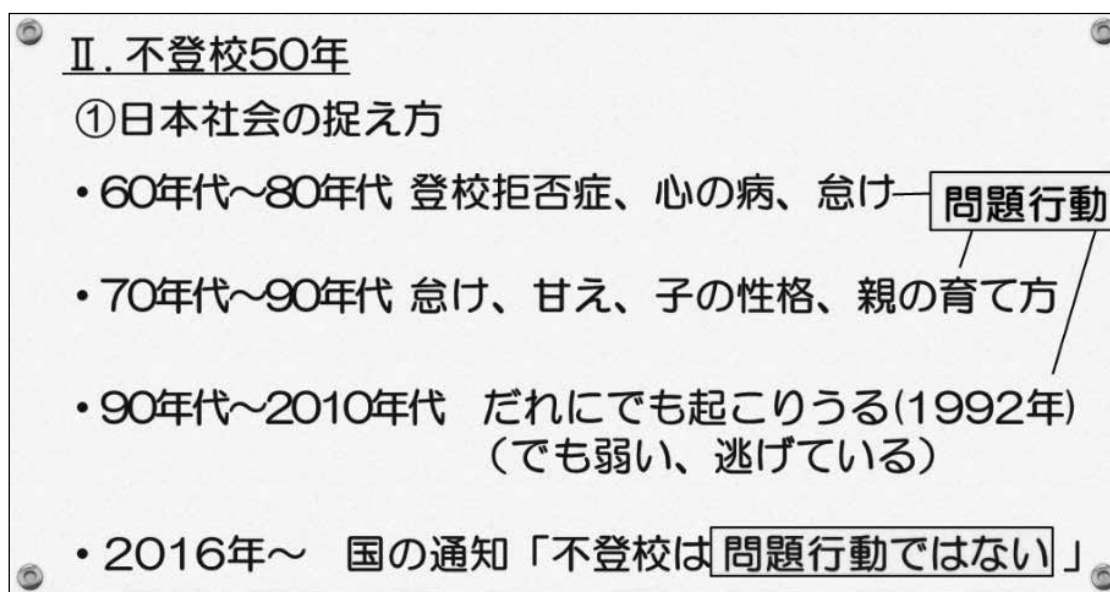 Ⅱ. 不登校50年
①日本社会の捉え方
・60年代～80年代 登校拒否症、心の病、怠け
問題行動
・70年代～90年代 怠け、甘え、子の性格、親の育て方
・90年代～2010年代 だれにでも起こりうる(1992年)
（でも弱い、逃げている）
・2016年～ 国の通知「不登校は問題行動ではない」